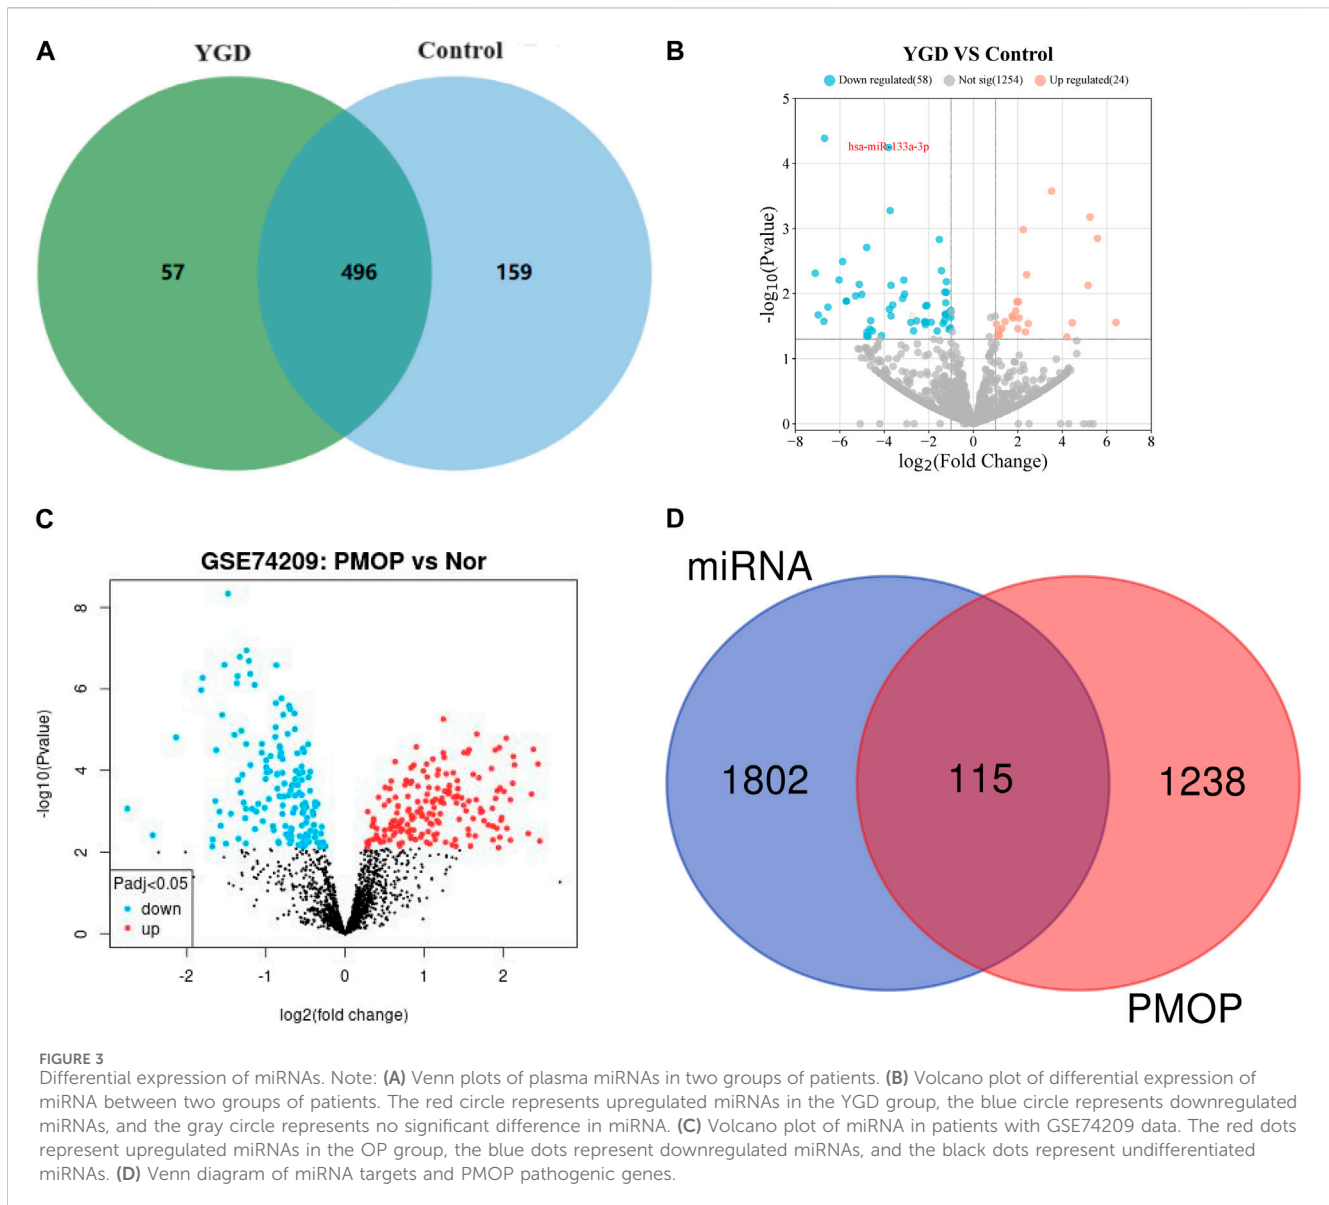 A
YGD
Control
57
496
159
B
YGD VS Control
Down regulated(58)
Not sig(1254)
Up regulated(24)
5
4
3
2
1
0
hsa-miR-133a-3p
-log10(Pvalue)
−8
−6
−4
−2
0
2
4
6
8
log2(Fold Change)
C
GSE74209: PMOP vs Nor
8
6
4
2
0
-log10(Pvalue)
Padj<0.05
down
up
-2
-1
0
1
2
log2(fold change)
D
miRNA
1802
115
1238
PMOP
FIGURE 3
Differential expression of miRNAs. Note: (A) Venn plots of plasma miRNAs in two groups of patients. (B) Volcano plot of differential expression of
miRNA between two groups of patients. The red circle represents upregulated miRNAs in the YGD group, the blue circle represents downregulated
miRNAs, and the gray circle represents no significant difference in miRNA. (C) Volcano plot of miRNA in patients with GSE74209 data. The red dots
represent upregulated miRNAs in the OP group, the blue dots represent downregulated miRNAs, and the black dots represent undifferentiated
miRNAs. (D) Venn diagram of miRNA targets and PMOP pathogenic genes.